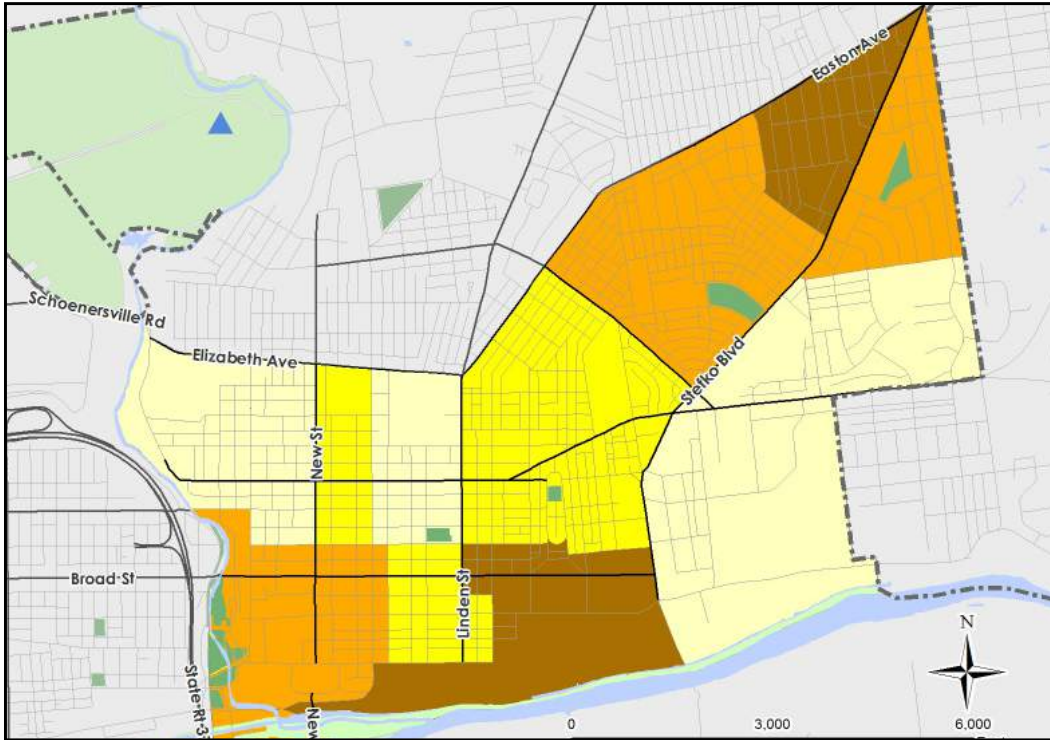 Easton Ave
Schoenersville Rd
Elizabeth Ave
Stefko Blvd
New St
Linden St
Broad St
State Rt 3
New
N
0 3,000 6,000